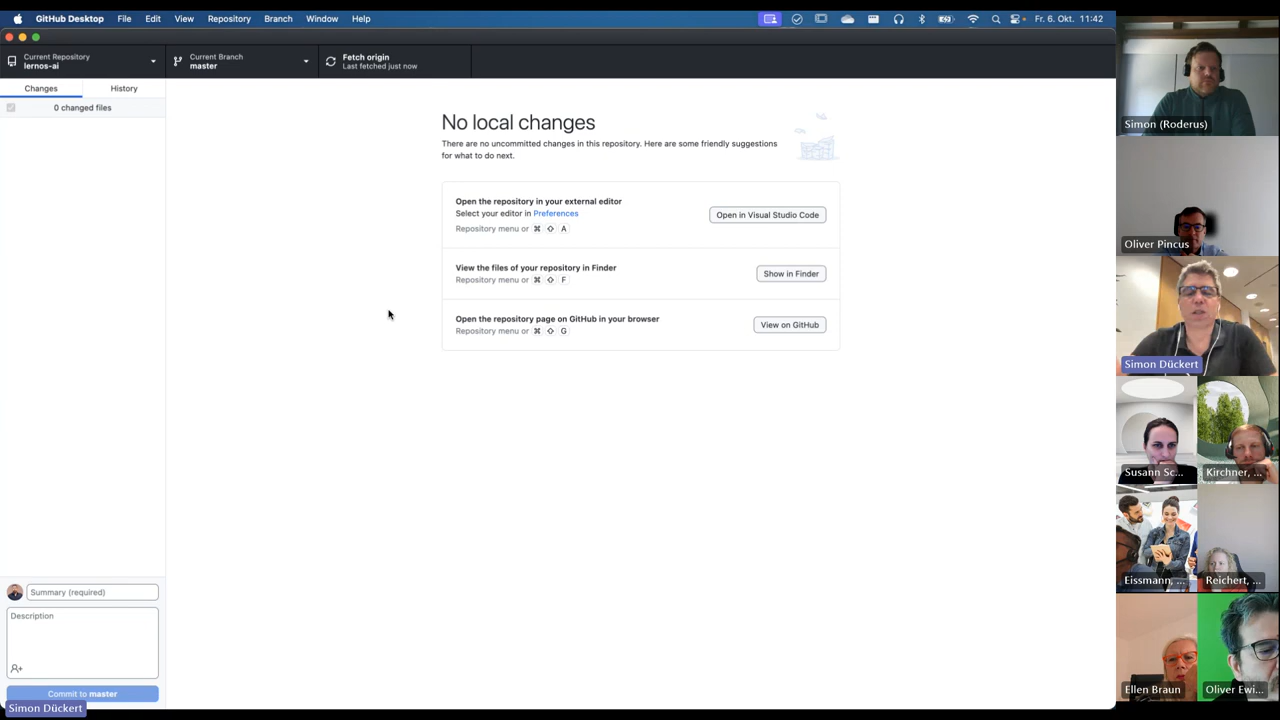 GitHub Desktop File Edit View Repository Branch Window Help
Fr. 6. Okt. 11:42
Current Repository
lernos-ai
Current Branch
master
Fetch origin
Last fetched just now
Changes
History
0 changed files
No local changes
There are no uncommitted changes in this repository. Here are some friendly suggestions
for what to do next.
Open the repository in your external editor
Select your editor in Preferences
Repository menu or ⌘ ⇧ A
Open in Visual Studio Code
View the files of your repository in Finder
Repository menu or ⌘ ⇧ F
Show in Finder
Open the repository page on GitHub in your browser
Repository menu or ⌘ ⇧ G
View on GitHub
Summary (required)
Description
Commit to master
Simon Dückert
Simon (Roderus)
Oliver Pincus
Simon Dückert
Susann Sc...
Kirchner, ...
Eissmann, ...
Reichert, ...
Ellen Braun
Oliver Ewi...